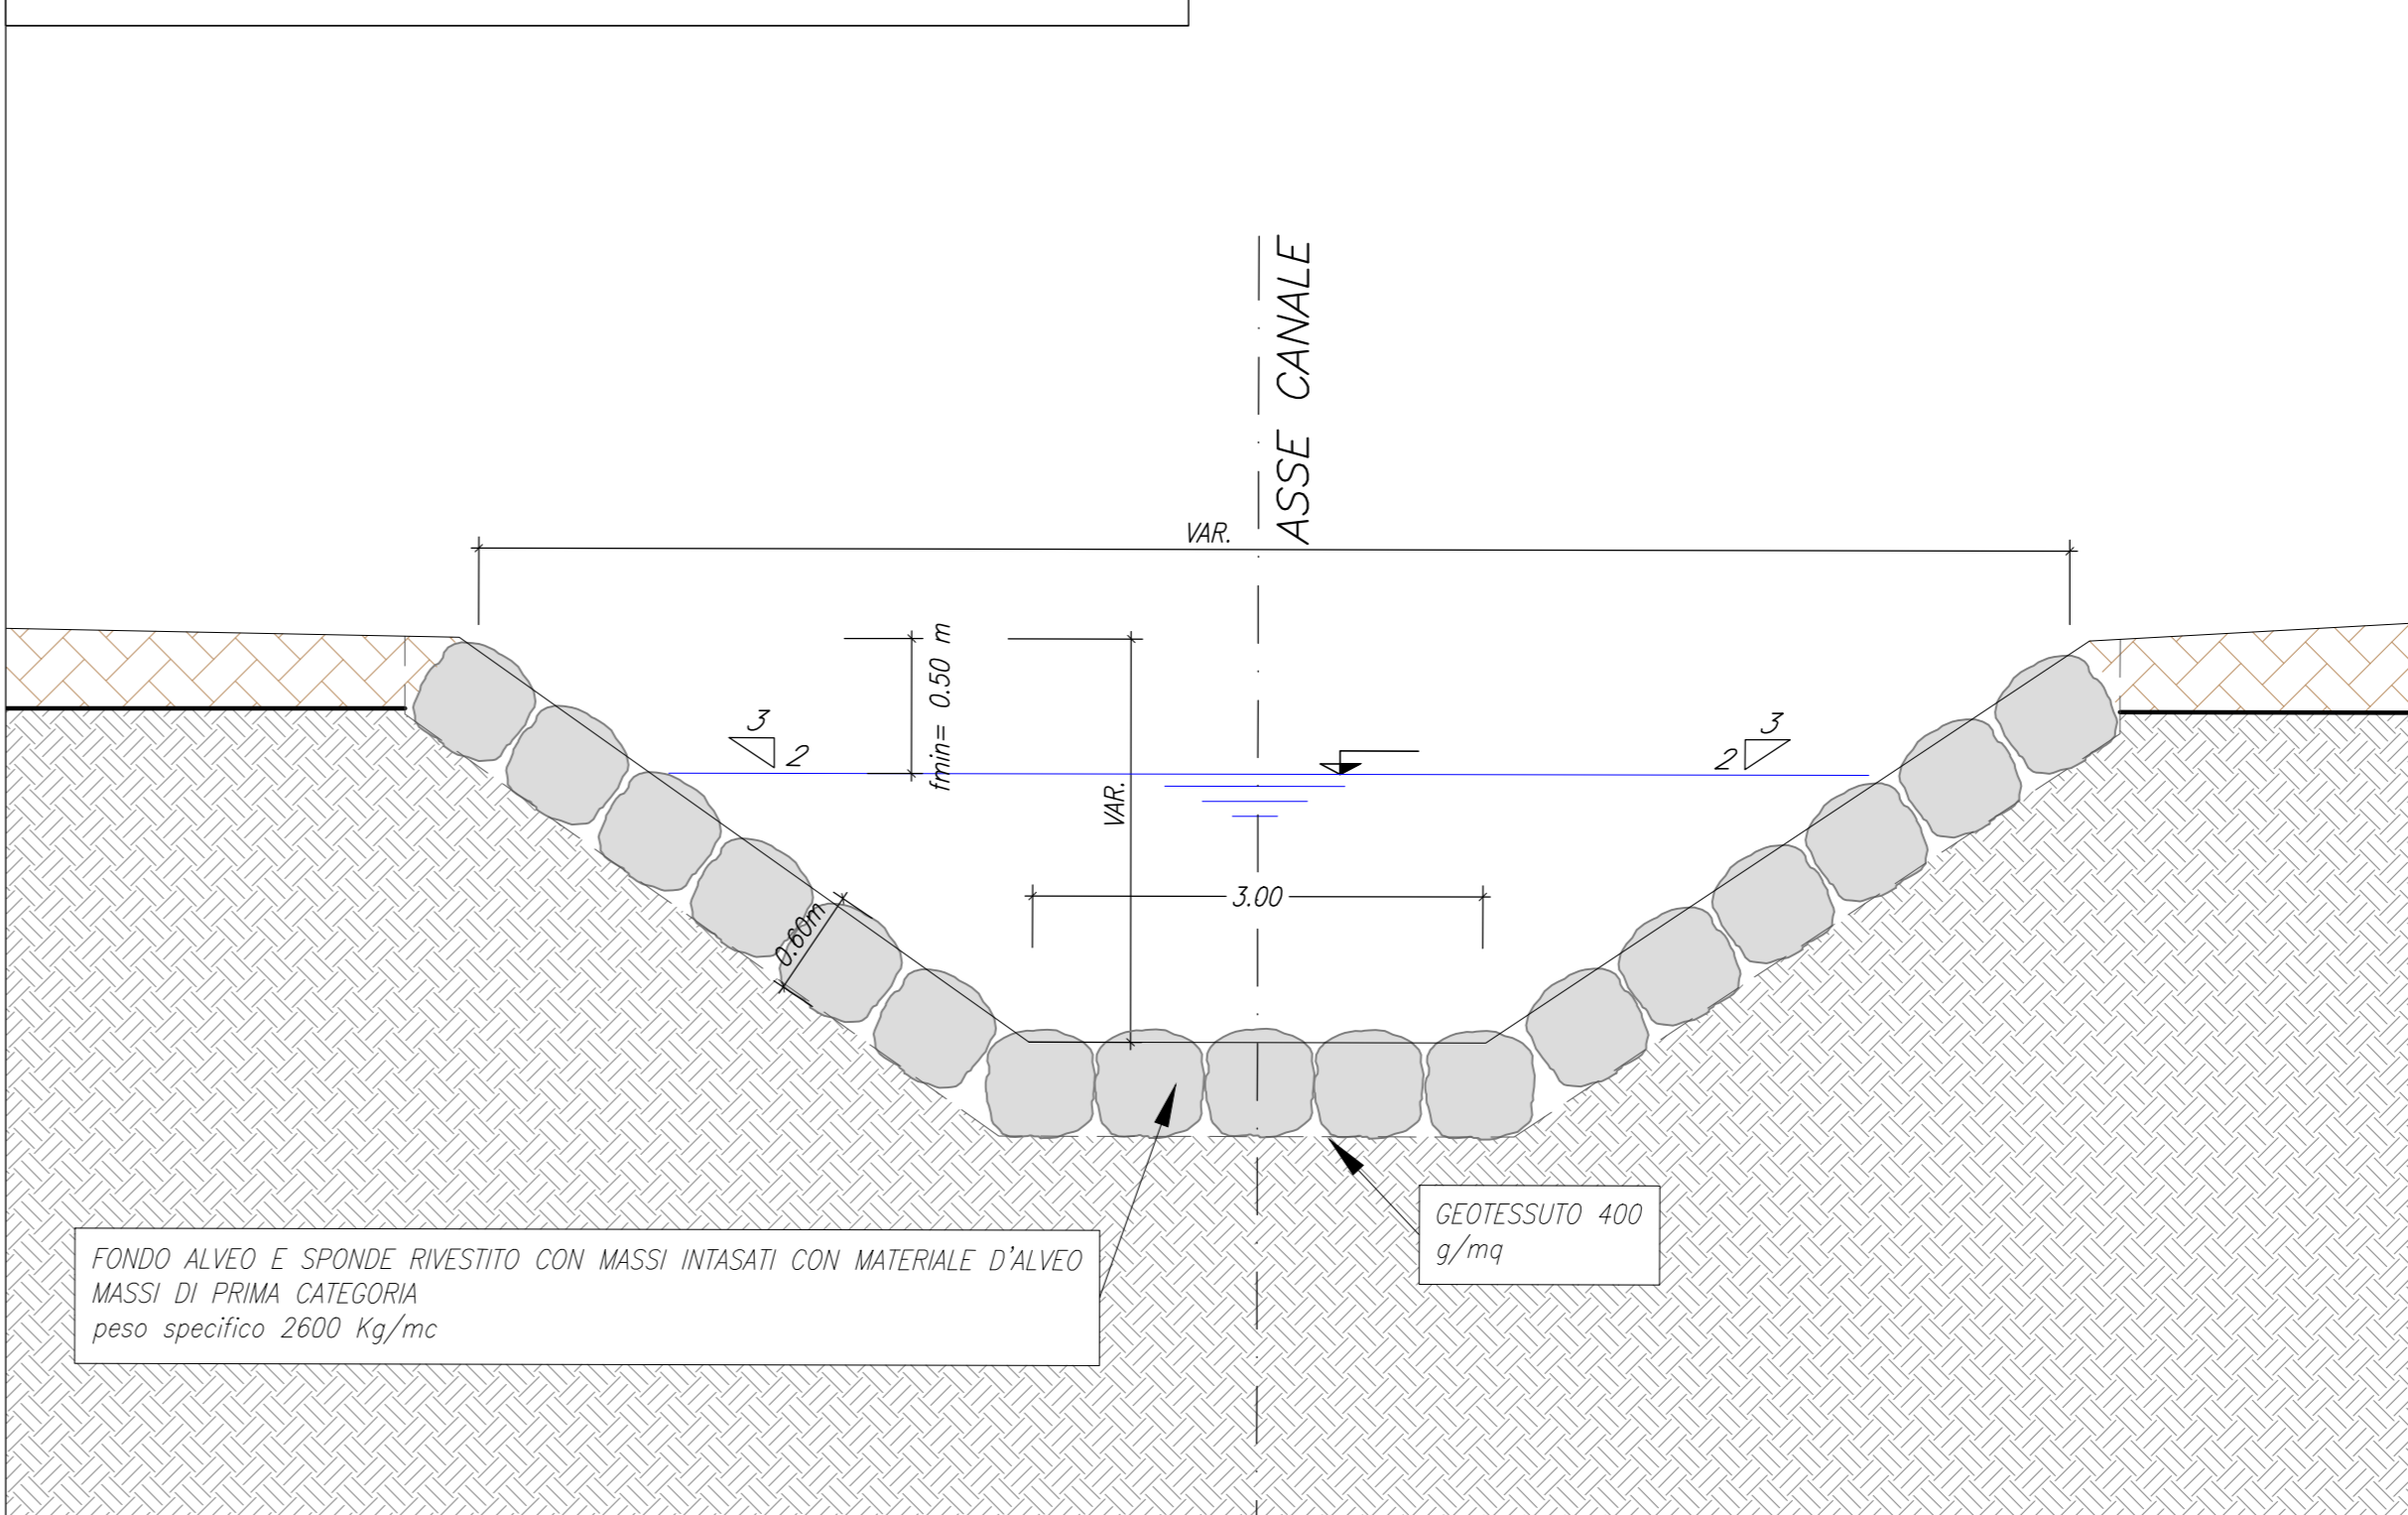 ASSE CANALE
VAR.
fmin= 0.50 m
3
2
3
2
VAR.
3.00
0.60m
GEOTESSUTO 400
g/mq
FONDO ALVEO E SPONDE RIVESTITO CON MASSI INTASATI CON MATERIALE D'ALVEO
MASSI DI PRIMA CATEGORIA
peso specifico 2600 Kg/mc